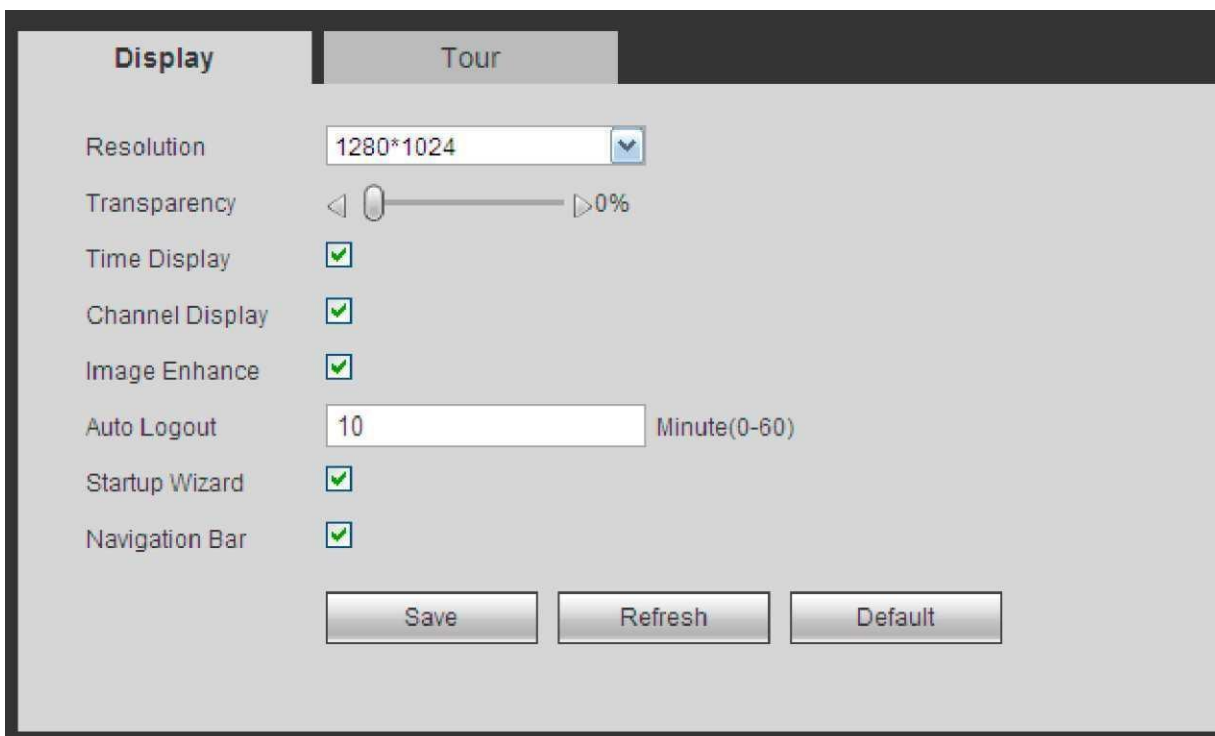 Display Tour
Resolution 1280*1024
Transparency 0%
Time Display
Channel Display
Image Enhance
Auto Logout 10 Minute(0-60)
Startup Wizard
Navigation Bar
Save Refresh Default